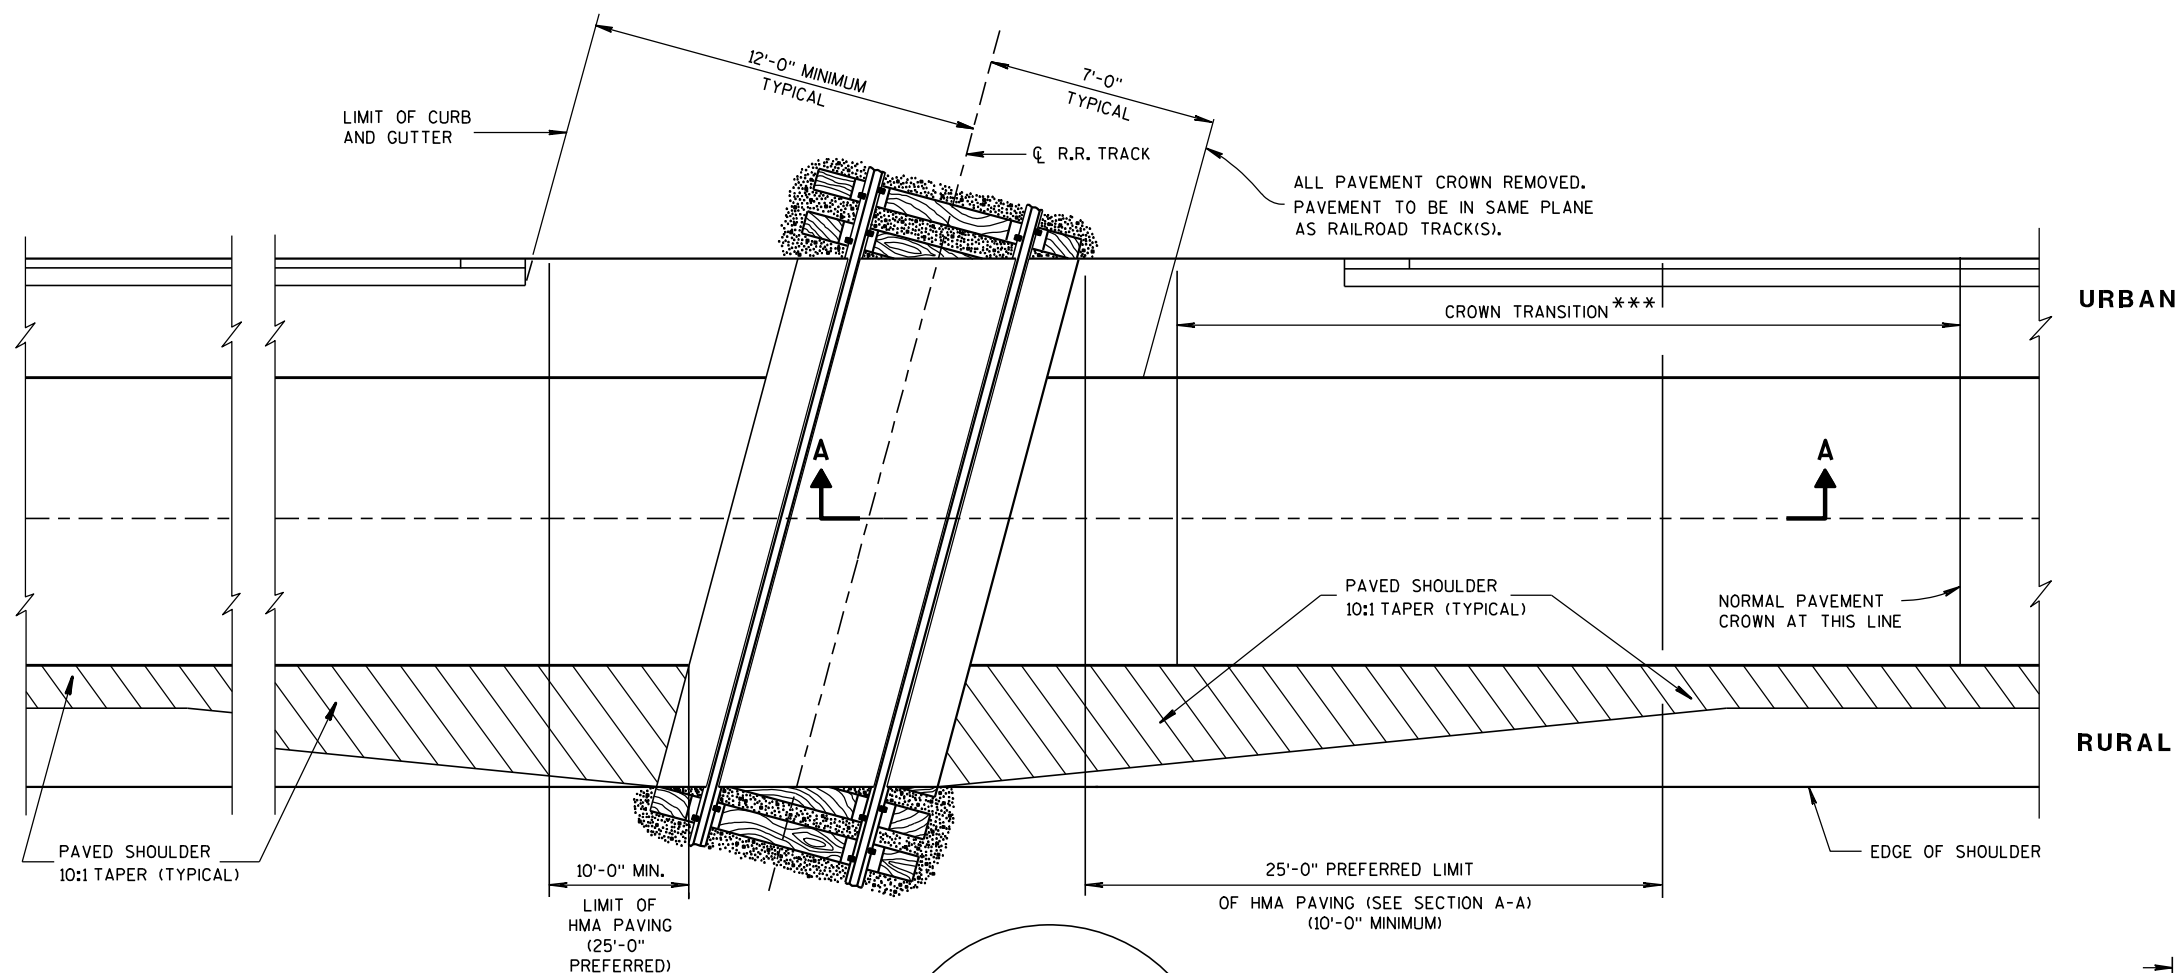 12'-0" MINIMUM
TYPICAL
7'-0"
TYPICAL
LIMIT OF CURB
AND GUTTER
℄ R.R. TRACK
ALL PAVEMENT CROWN REMOVED.
PAVEMENT TO BE IN SAME PLANE
AS RAILROAD TRACK(S).
URBAN
CROWN TRANSITION***
A
A
PAVED SHOULDER
10:1 TAPER (TYPICAL)
NORMAL PAVEMENT
CROWN AT THIS LINE
RURAL
PAVED SHOULDER
10:1 TAPER (TYPICAL)
EDGE OF SHOULDER
10'-0" MIN.
LIMIT OF
HMA PAVING
(25'-0"
PREFERRED)
25'-0" PREFERRED LIMIT
OF HMA PAVING (SEE SECTION A-A)
(10'-0" MINIMUM)